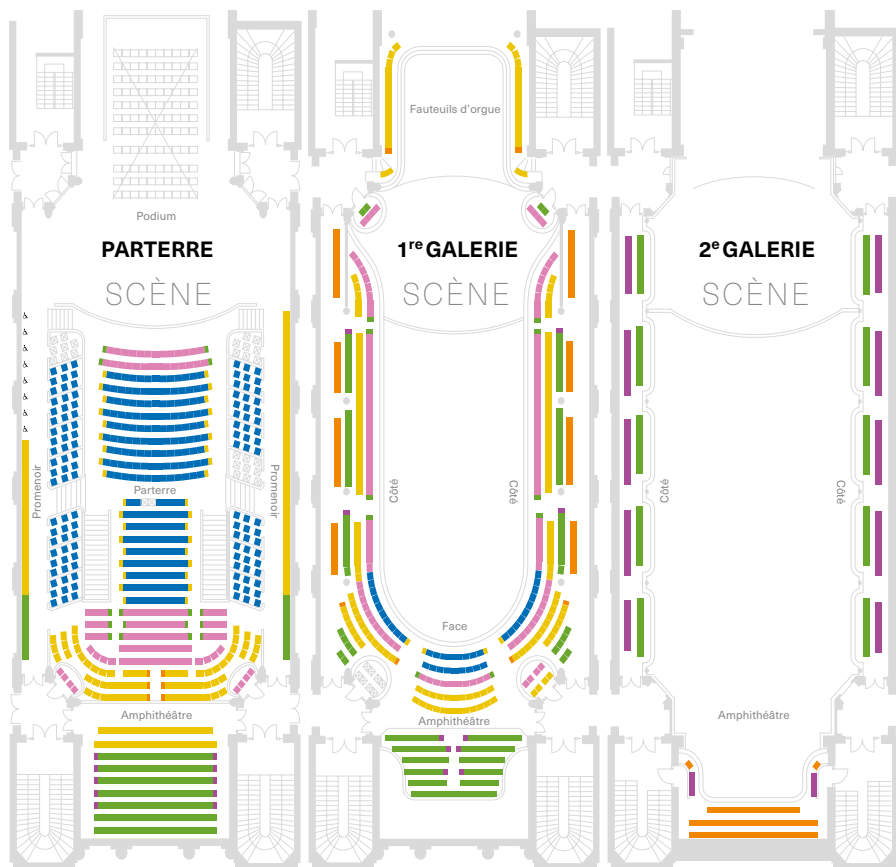 Podium
PARTERRE
SCÈNE
Promenoir
Promenoir
Parterre
Amphithéâtre
Fauteuils d'orgue
1re GALERIE
SCÈNE
Côté
Côté
Face
Amphithéâtre
2e GALERIE
SCÈNE
Côté
Côté
Amphithéâtre